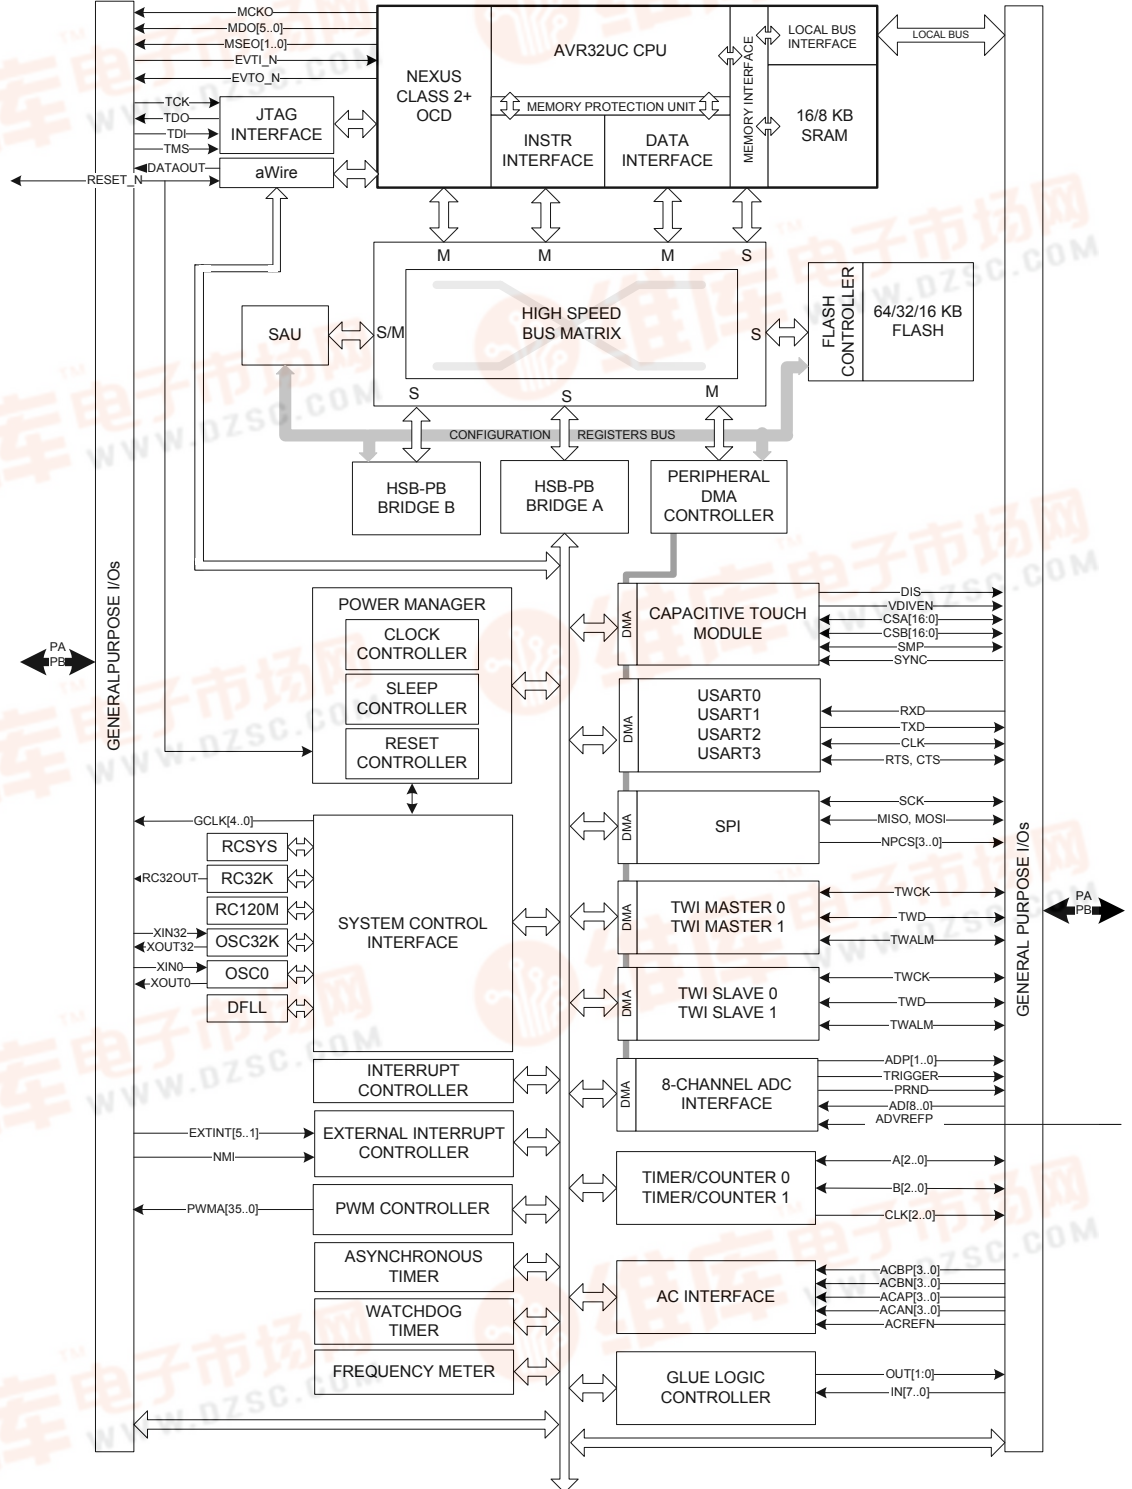 MCKO
MDO[5..0]
MSEO[1..0]
EVTI_N
EVTO_N
TCK
TDO
TDI
TMS
JTAG
INTERFACE
DATAOUT
RESET_N
aWire
NEXUS
CLASS 2+
OCD
AVR32UC CPU
MEMORY PROTECTION UNIT
INSTR
INTERFACE
DATA
INTERFACE
MEMORY INTERFACE
LOCAL BUS
INTERFACE
16/8 KB
SRAM
LOCAL BUS
M
M
M
S
S/M
HIGH SPEED
BUS MATRIX
S
S
S
M
SAU
FLASH
CONTROLLER
64/32/16 KB
FLASH
CONFIGURATION REGISTERS BUS
HSB-PB
BRIDGE B
HSB-PB
BRIDGE A
PERIPHERAL
DMA
CONTROLLER
GENERALPURPOSE I/Os
PA
PB
POWER MANAGER
CLOCK
CONTROLLER
SLEEP
CONTROLLER
RESET
CONTROLLER
GCLK[4..0]
RCSYS
RC32OUT
RC32K
RC120M
XIN32
XOUT32
OSC32K
XIN0
XOUT0
OSC0
DFLL
SYSTEM CONTROL
INTERFACE
INTERRUPT
CONTROLLER
EXTINT[5..1]
NMI
EXTERNAL INTERRUPT
CONTROLLER
PWMA[35..0]
PWM CONTROLLER
ASYNCHRONOUS
TIMER
WATCHDOG
TIMER
FREQUENCY METER
DMA
CAPACITIVE TOUCH
MODULE
DIS
VDIVEN
CSA[16:0]
CSB[16:0]
SMP
SYNC
DMA
USART0
USART1
USART2
USART3
RXD
TXD
CLK
RTS, CTS
DMA
SPI
SCK
MISO, MOSI
NPCS[3..0]
DMA
TWI MASTER 0
TWI MASTER 1
TWCK
TWD
TWALM
DMA
TWI SLAVE 0
TWI SLAVE 1
TWCK
TWD
TWALM
DMA
8-CHANNEL ADC
INTERFACE
ADP[1..0]
TRIGGER
PRND
AD[8..0]
ADVREFP
TIMER/COUNTER 0
TIMER/COUNTER 1
A[2..0]
B[2..0]
CLK[2..0]
AC INTERFACE
ACBP[3..0]
ACBN[3..0]
ACAP[3..0]
ACAN[3..0]
ACREFN
GLUE LOGIC
CONTROLLER
OUT[1:0]
IN[7..0]
GENERAL PURPOSE I/Os
PA
PB
维库电子市场网
WWW.DZSC.COM